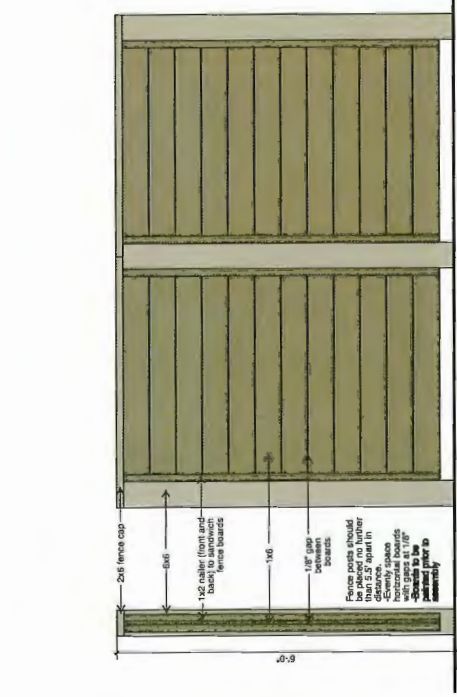 2x6 fence cap
6x6
1x2 nailer (front and
back) to sandwich
fence boards
1x6
1/8" gap
between
boards
Fence posts should
be placed no further
than 5.5' apart in
distance.
-Evenly space
horizontal boards
with gaps at 1/8"
-Boards to be
painted prior to
assembly
6'-0"